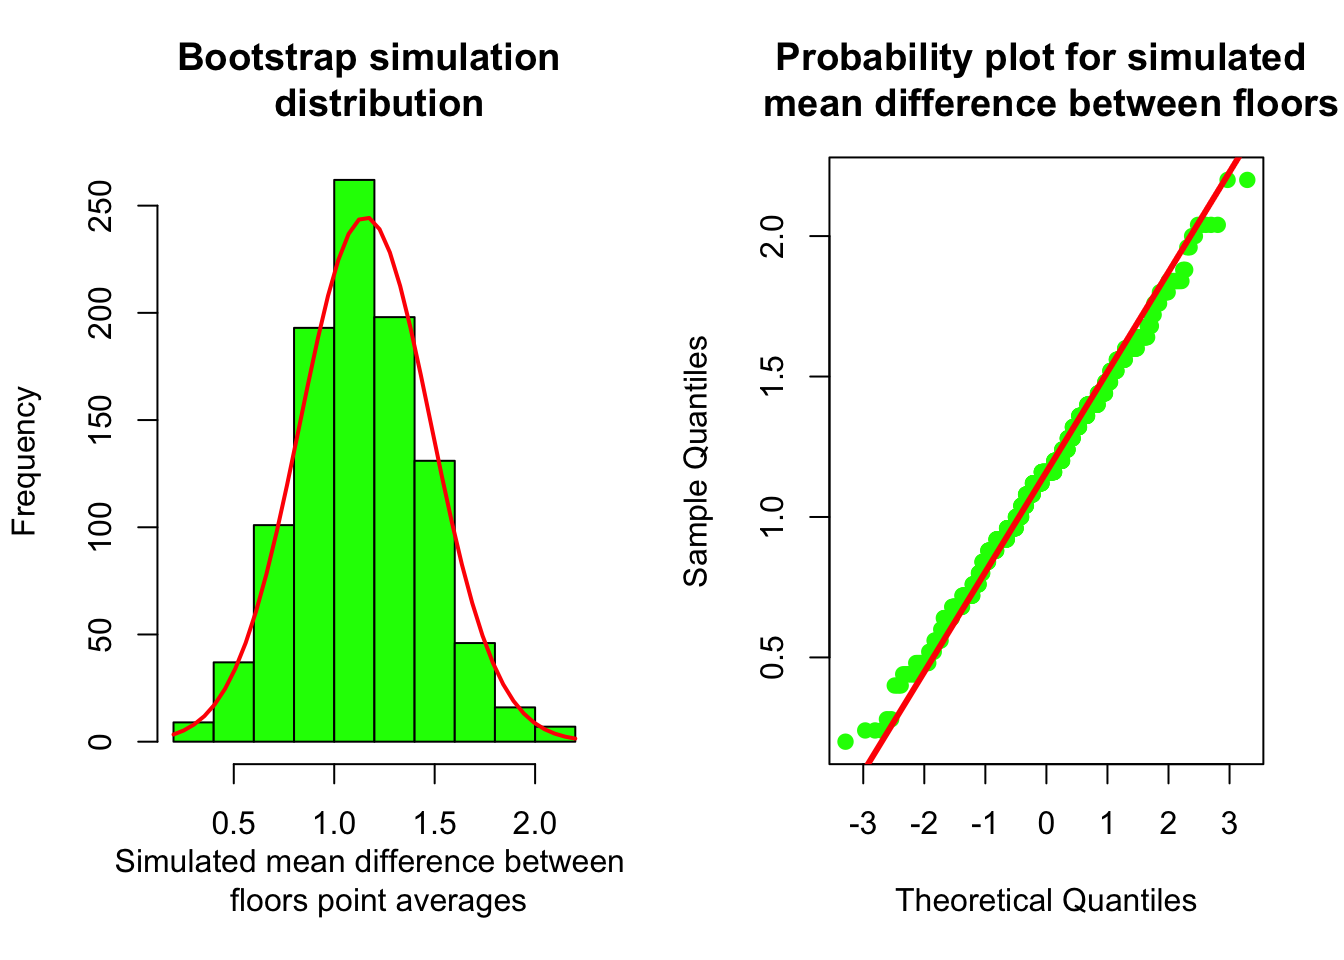 Bootstrap simulation
distribution
Frequency
0
50
100
150
200
250
0.5
1.0
1.5
2.0
Simulated mean difference between
floors point averages
Probability plot for simulated
mean difference between floors
Sample Quantiles
0.5
1.0
1.5
2.0
-3
-2
-1
0
1
2
3
Theoretical Quantiles